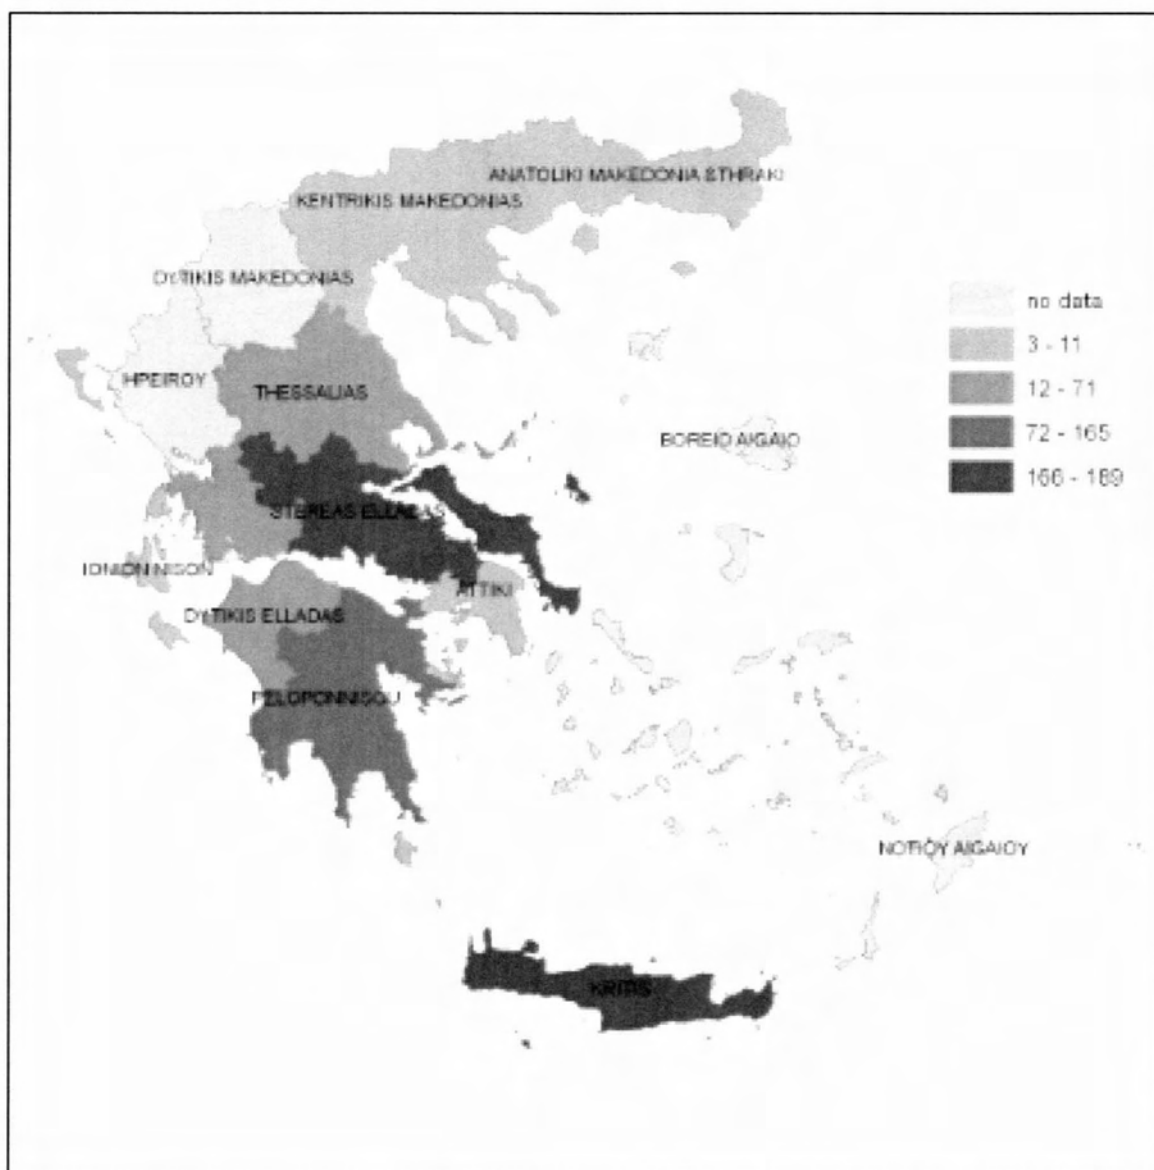 ANATOLIKI MAKEDONIA STHRAKI
KENTRIKIS MAKEDONIAS
DYTIKIS MAKEDONIAS
no data
3 - 11
HPEIROY
THESSALIAS
12 - 71
BOREIO AIGAIO
72 - 165
166 - 189
STEREAS ELLADAS
IONION NISON
ATTIKI
DYTIKIS ELLADAS
PELOPONNISOU
NOTIOY AIGAIOY
KRITIS